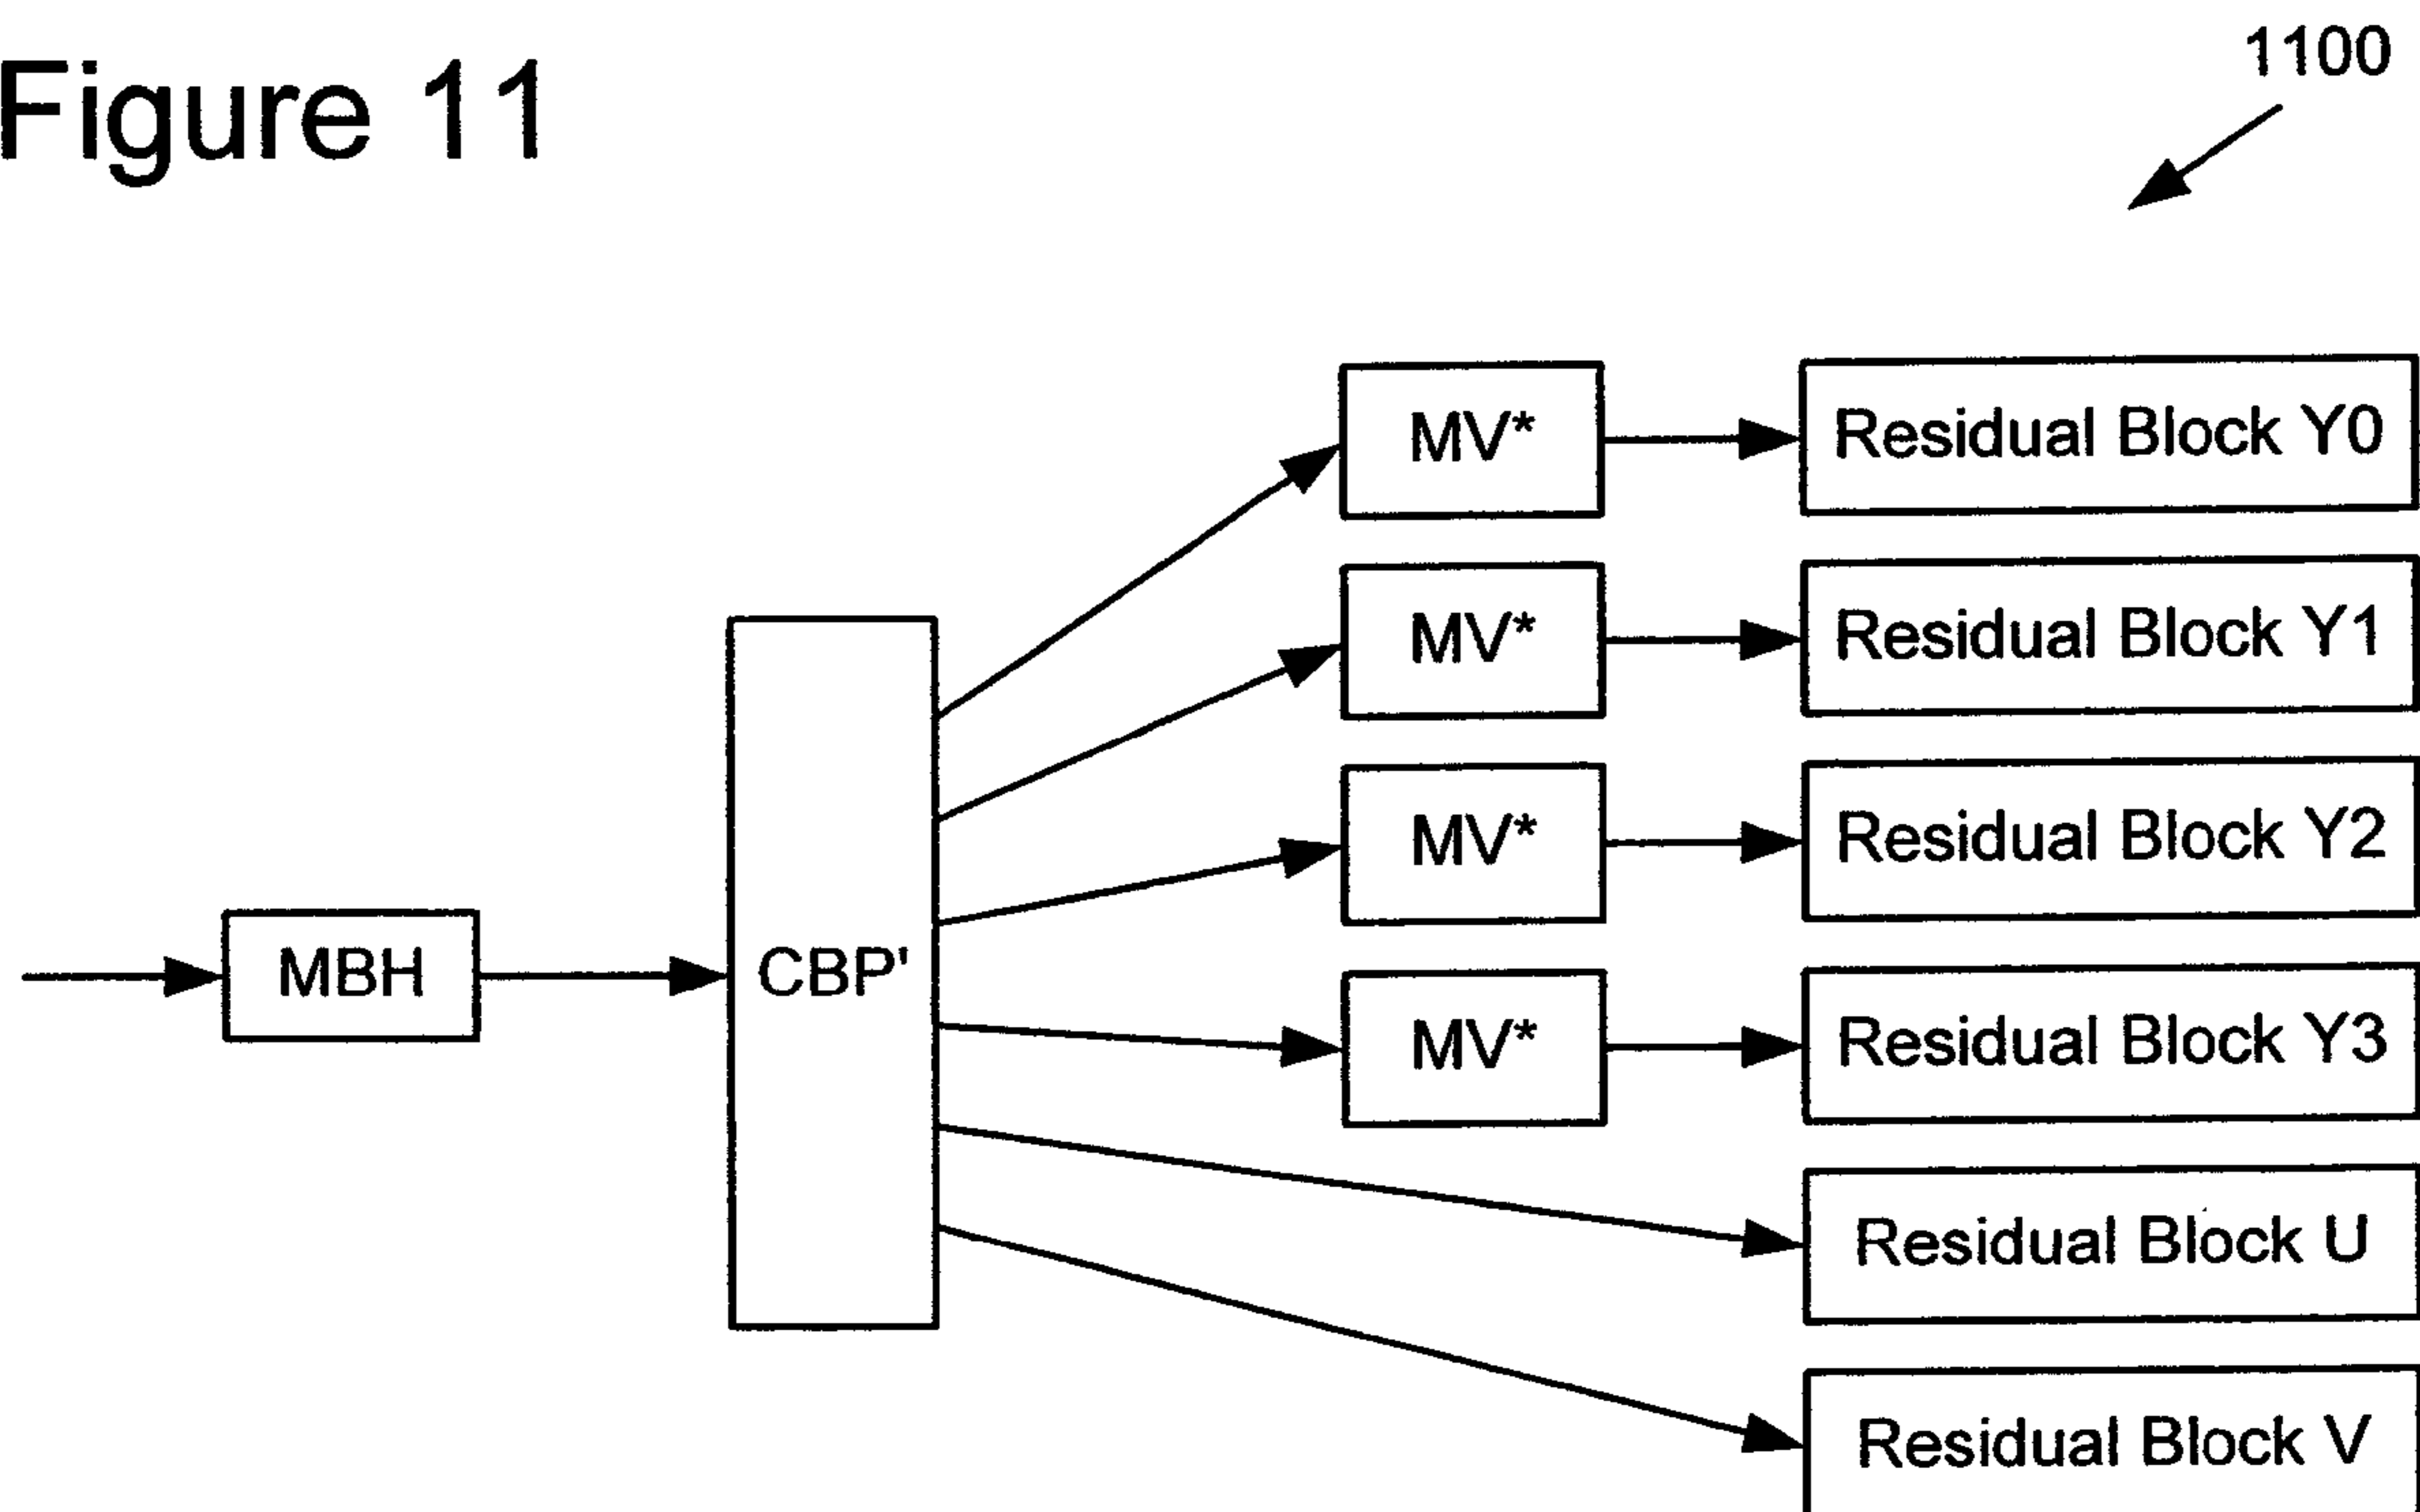 Figure 11
1100
MV*
Residual Block Y0
MV*
Residual Block Y1
MV*
Residual Block Y2
MBH
CBP'
MV*
Residual Block Y3
Residual Block U
Residual Block V